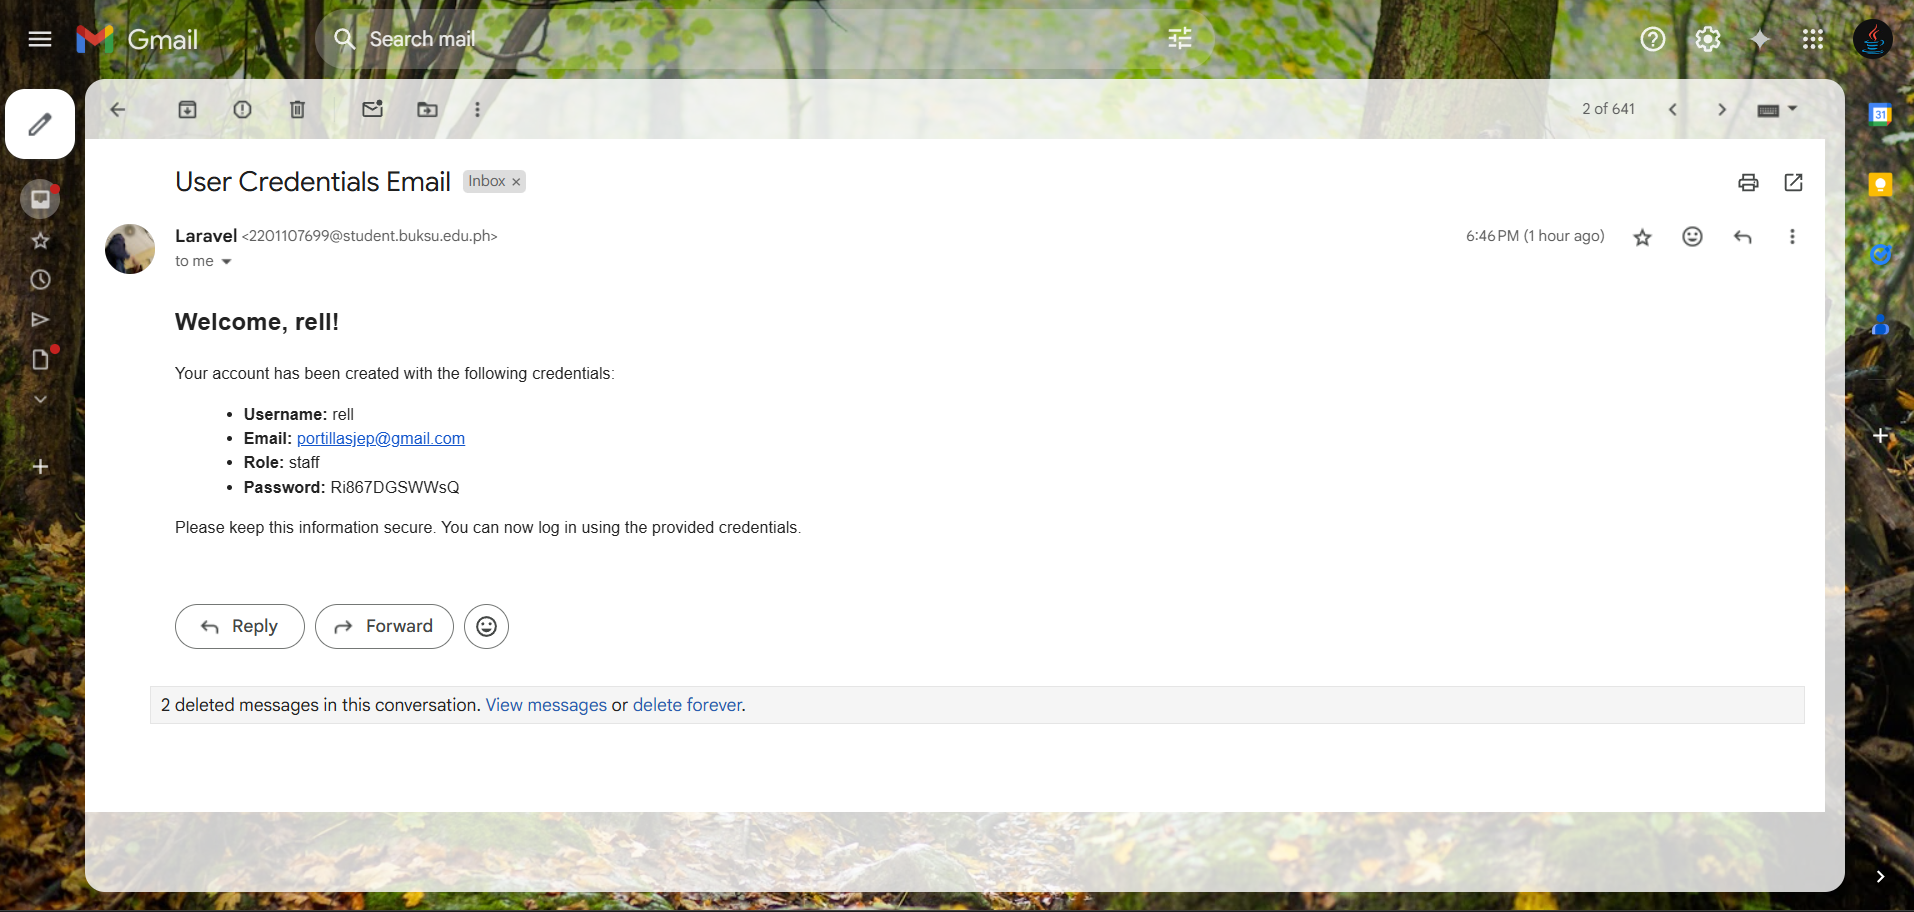 Gmail
Search mail
2 of 641
31
User Credentials Email Inbox ×
Laravel <2201107699@student.buksu.edu.ph>
6:46 PM (1 hour ago)
to me
Welcome, rell!
Your account has been created with the following credentials:
• Username: rell
• Email: portillasjep@gmail.com
• Role: staff
• Password: Ri867DGSWWsQ
Please keep this information secure. You can now log in using the provided credentials.
Reply
Forward
2 deleted messages in this conversation. View messages or delete forever.